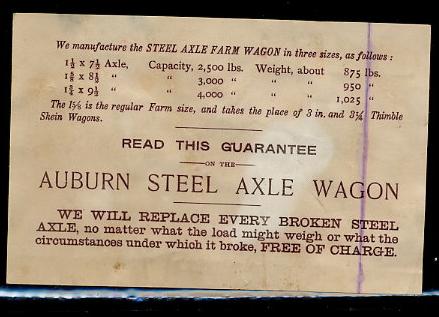 We manufacture the STEEL AXLE FARM WAGON in three sizes, as follows:
1½ x 7½ Axle, Capacity, 2,500 lbs. Weight, about 875 lbs.
1⅝ x 8½ " " 3,000 " " 950 "
1¾ x 9½ " " 4,000 " " 1,025 "
The 1⅝ is the regular Farm size, and takes the place of 3 in. and 3¼ Thimble
Skein Wagons.
READ THIS GUARANTEE
ON THE
AUBURN STEEL AXLE WAGON
WE WILL REPLACE EVERY BROKEN STEEL
AXLE, no matter what the load might weigh or what the
circumstances under which it broke, FREE OF CHARGE.